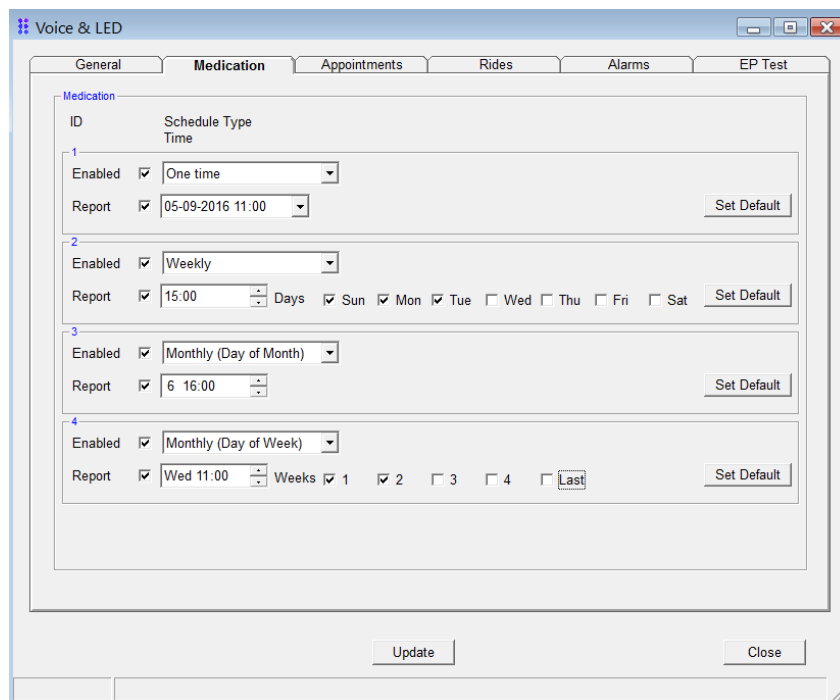 Voice & LED
General Medication Appointments Rides Alarms EP Test
Medication
ID Schedule Type
Time
1
Enabled One time
Report 05-09-2016 11:00 Set Default
2
Enabled Weekly
Report 15:00 Days Sun Mon Tue Wed Thu Fri Sat Set Default
3
Enabled Monthly (Day of Month)
Report 6 16:00 Set Default
4
Enabled Monthly (Day of Week)
Report Wed 11:00 Weeks 1 2 3 4 Last Set Default
Update Close